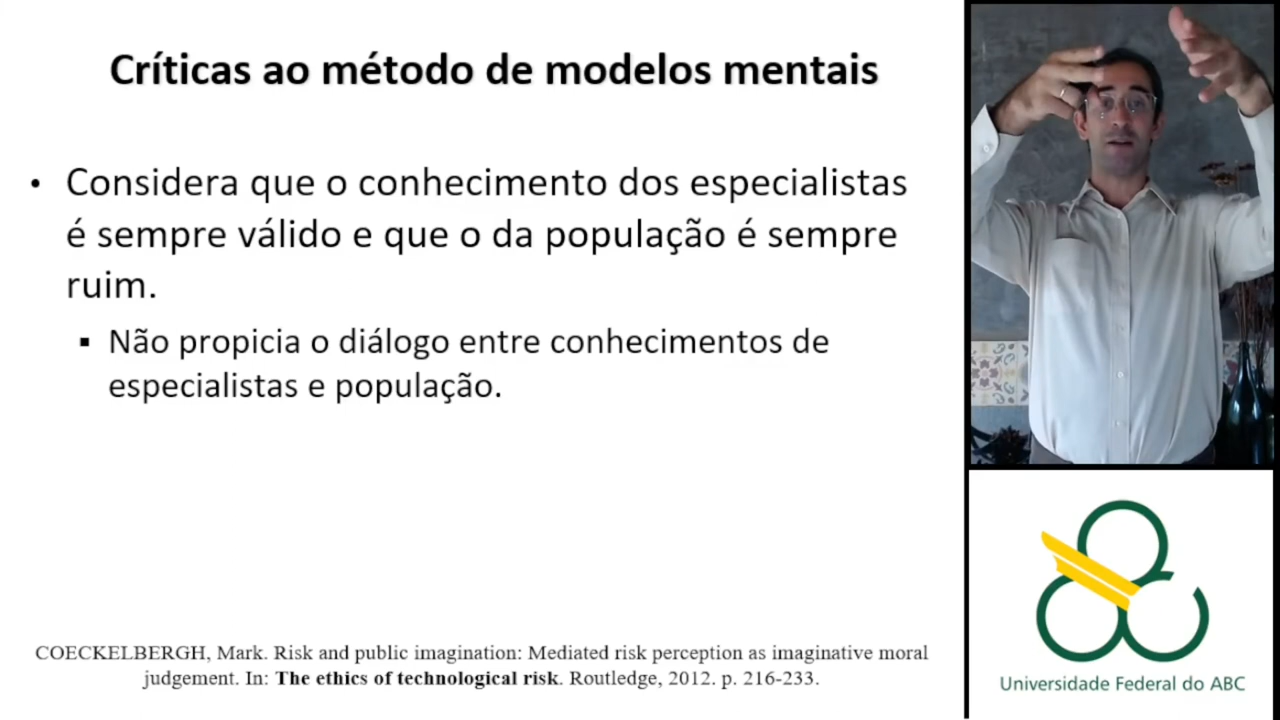 Críticas ao método de modelos mentais
• Considera que o conhecimento dos especialistas
é sempre válido e que o da população é sempre
ruim.
▪ Não propicia o diálogo entre conhecimentos de
especialistas e população.
COECKELBERGH, Mark. Risk and public imagination: Mediated risk perception as imaginative moral
judgement. In: The ethics of technological risk. Routledge, 2012. p. 216-233.
Universidade Federal do ABC